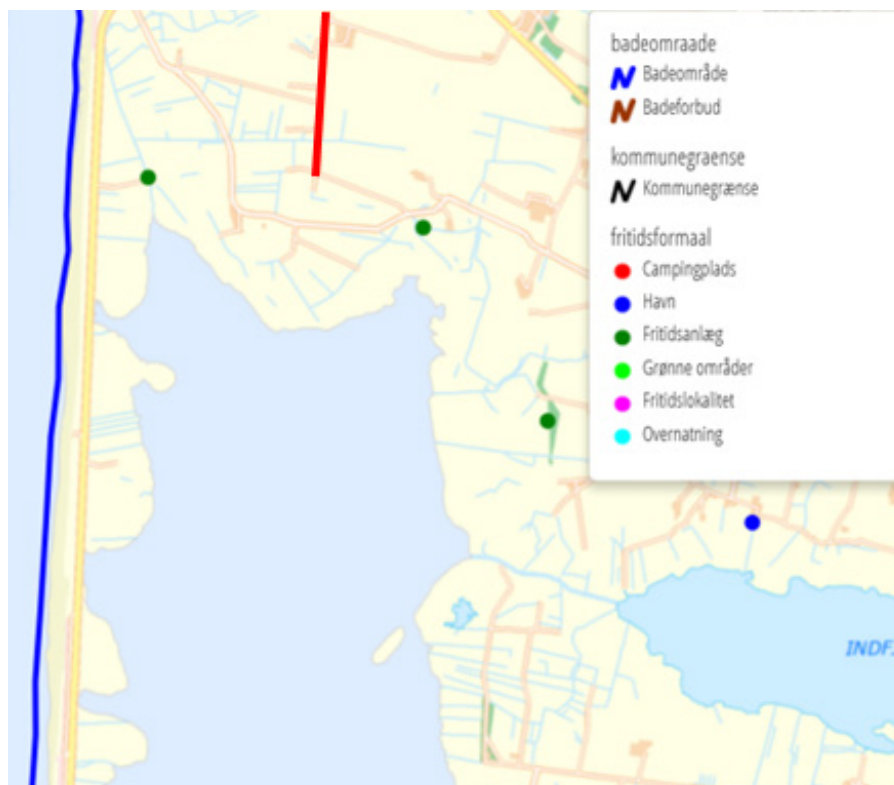 badeomraade
Badeområde
Badeforbud
kommunegraense
Kommunegrænse
fritidsformaal
Campingplads
Havn
Fritidsanlæg
Grønne områder
Fritidslokalitet
Overnatning
INDF